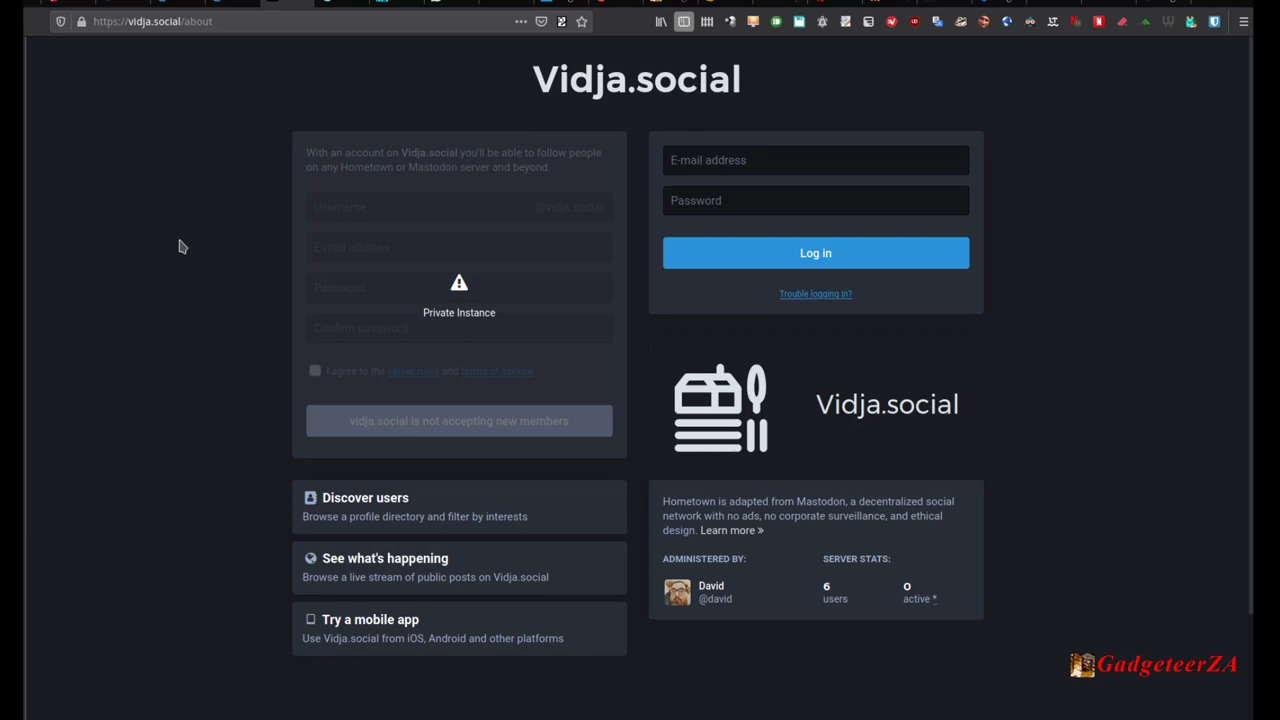 https://vidja.social/about
Vidja.social
With an account on Vidja.social you'll be able to follow people
on any Hometown or Mastodon server and beyond.
Username @vidja.social
E-mail address
Password
Confirm password
Private Instance
I agree to the server rules and terms of service
vidja.social is not accepting new members
Discover users
Browse a profile directory and filter by interests
See what's happening
Browse a live stream of public posts on Vidja.social
Try a mobile app
Use Vidja.social from iOS, Android and other platforms
E-mail address
Password
Log in
Trouble logging in?
Vidja.social
Hometown is adapted from Mastodon, a decentralized social
network with no ads, no corporate surveillance, and ethical
design. Learn more »
ADMINISTERED BY: SERVER STATS:
David
@david
6 0
users active *
GadgeteerZA